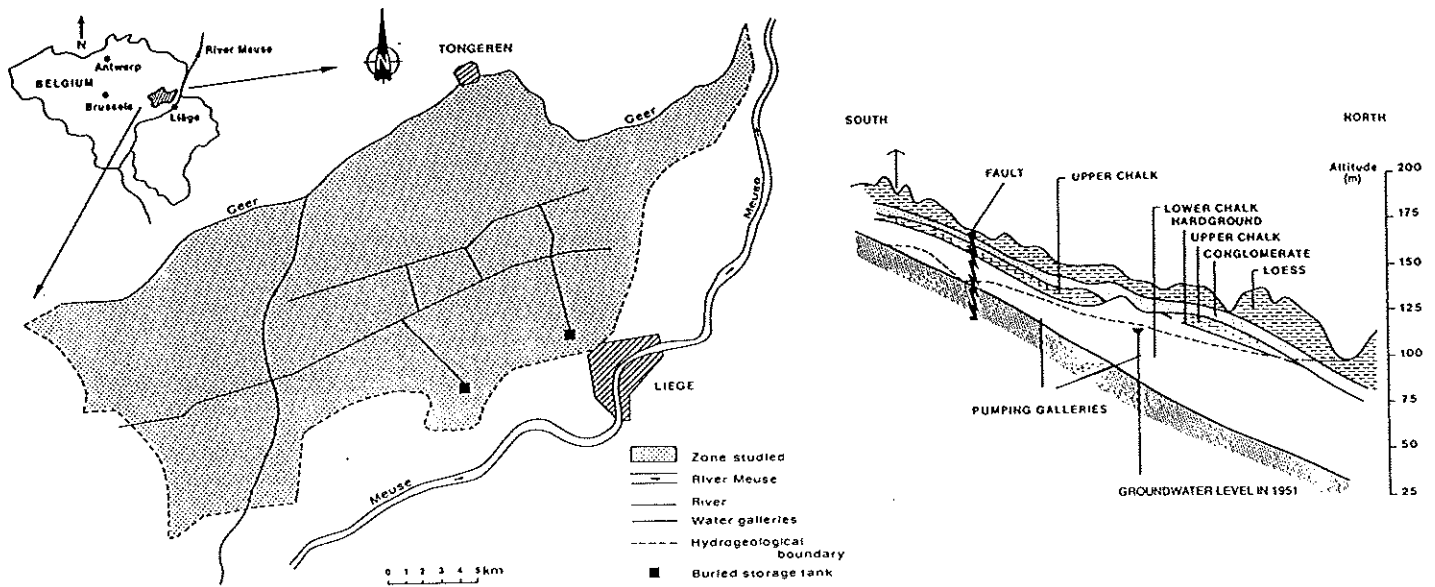 N
River Meuse
Antwerp
BELGIUM
Brussels
Liège
N
TONGEREN
Geer
Geer
Meuse
LIEGE
Meuse
Zone studied
River Meuse
River
Water galleries
Hydrogeological
boundary
Buried storage tank
0 1 2 3 4 5 km
SOUTH
NORTH
Altitude
(m)
200
175
150
125
100
75
50
25
FAULT
UPPER CHALK
LOWER CHALK
HARDGROUND
UPPER CHALK
CONGLOMERATE
LOESS
PUMPING GALLERIES
GROUNDWATER LEVEL IN 1951